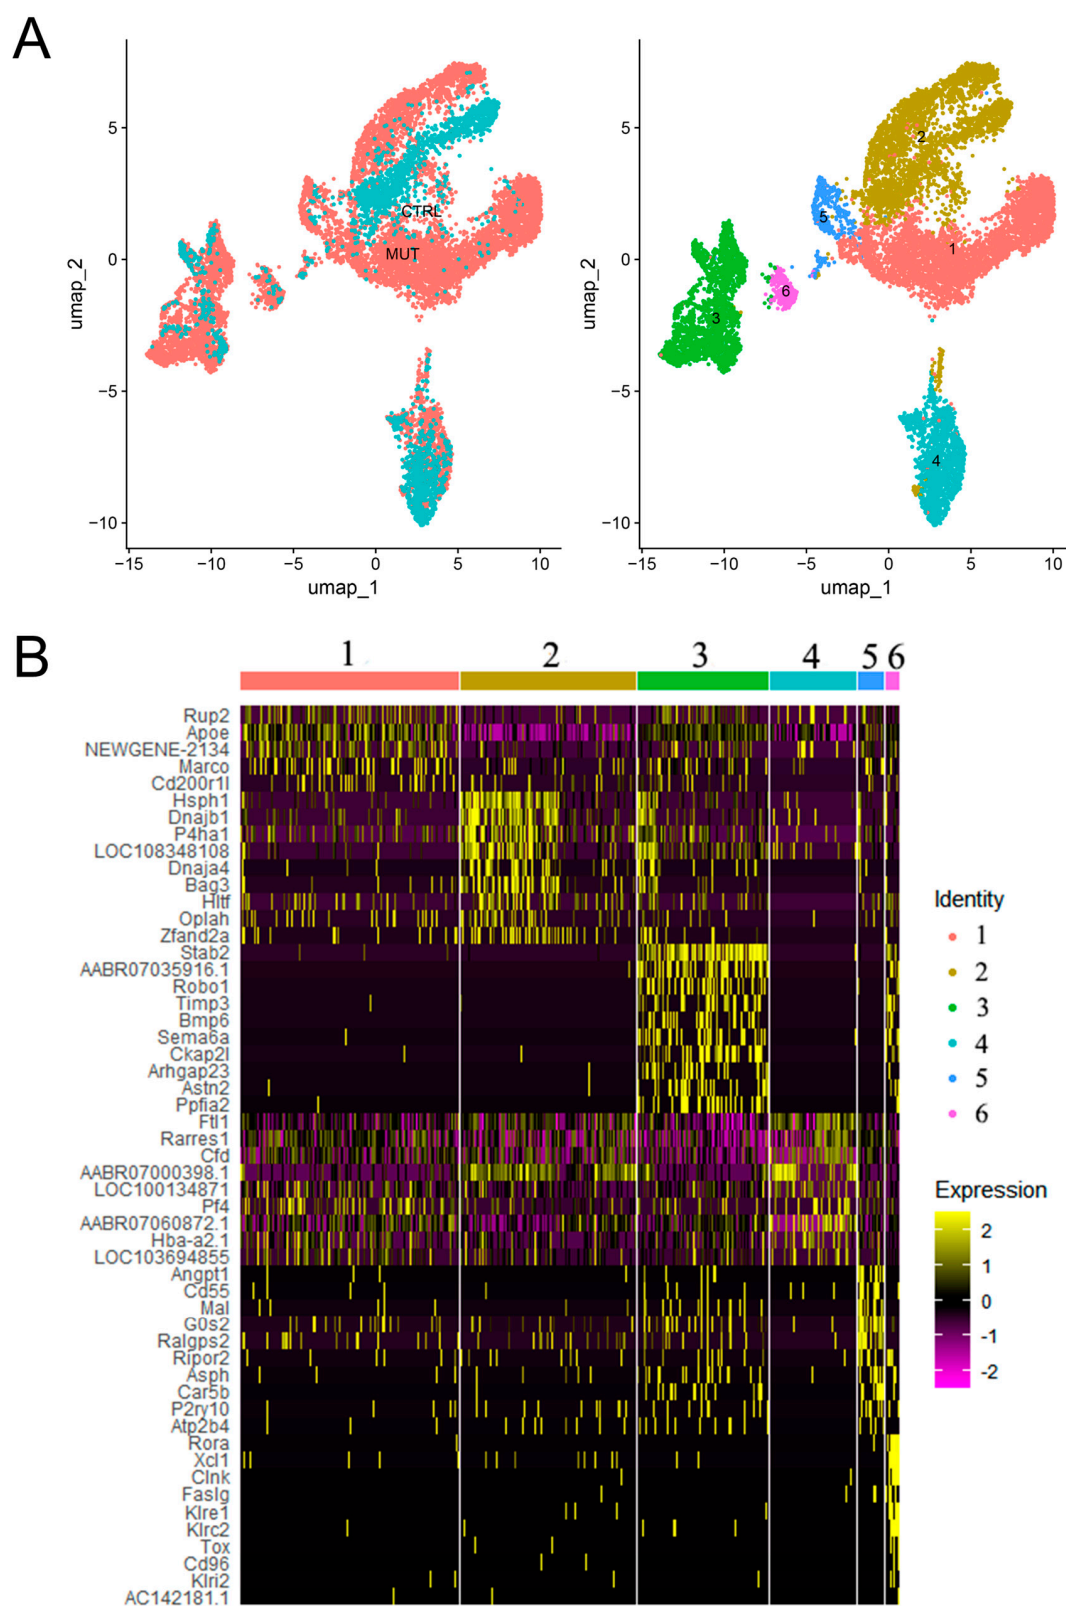 A
5
0
−5
−10
umap_2
CTRL
MUT
−15 −10 −5 0 5 10
umap_1
5
0
−5
−10
umap_2
2
5
1
6
3
4
−15 −10 −5 0 5 10
umap_1
B
1 2 3 4 5 6
Rup2
Apoe
NEWGENE-2134
Marco
Cd200r1l
Hsph1
Dnajb1
P4ha1
LOC108348108
Dnaja4
Bag3
Hltf
Oplah
Zfand2a
Stab2
AABR07035916.1
Robo1
Timp3
Bmp6
Sema6a
Ckap2l
Arhgap23
Astn2
Ppfia2
Ftl1
Rarres1
Cfd
AABR07000398.1
LOC100134871
Pf4
AABR07060872.1
Hba-a2.1
LOC103694855
Angpt1
Cd55
Mal
G0s2
Ralgps2
Ripor2
Asph
Car5b
P2ry10
Atp2b4
Rora
Xcl1
Clnk
Faslg
Klre1
Klrc2
Tox
Cd96
Klri2
AC142181.1
Identity
1
2
3
4
5
6
Expression
2
1
0
-1
-2